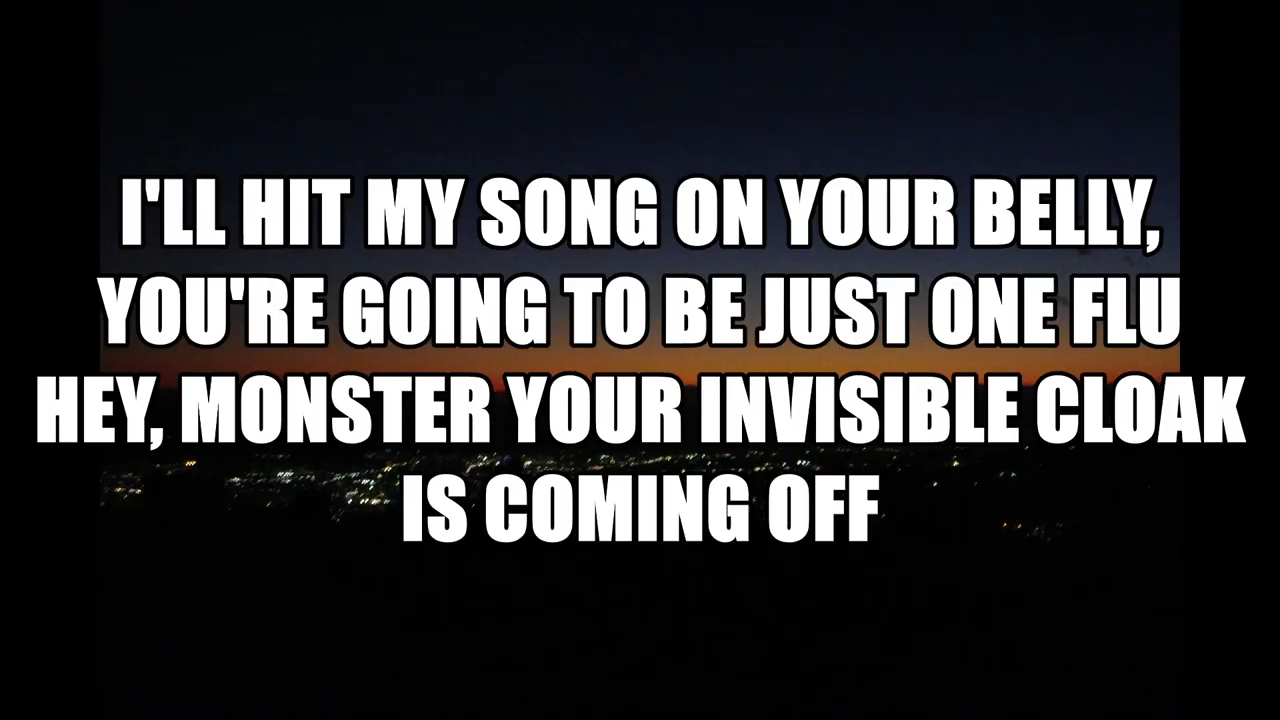 I'LL HIT MY SONG ON YOUR BELLY,
YOU'RE GOING TO BE JUST ONE FLU
HEY, MONSTER YOUR INVISIBLE CLOAK
IS COMING OFF